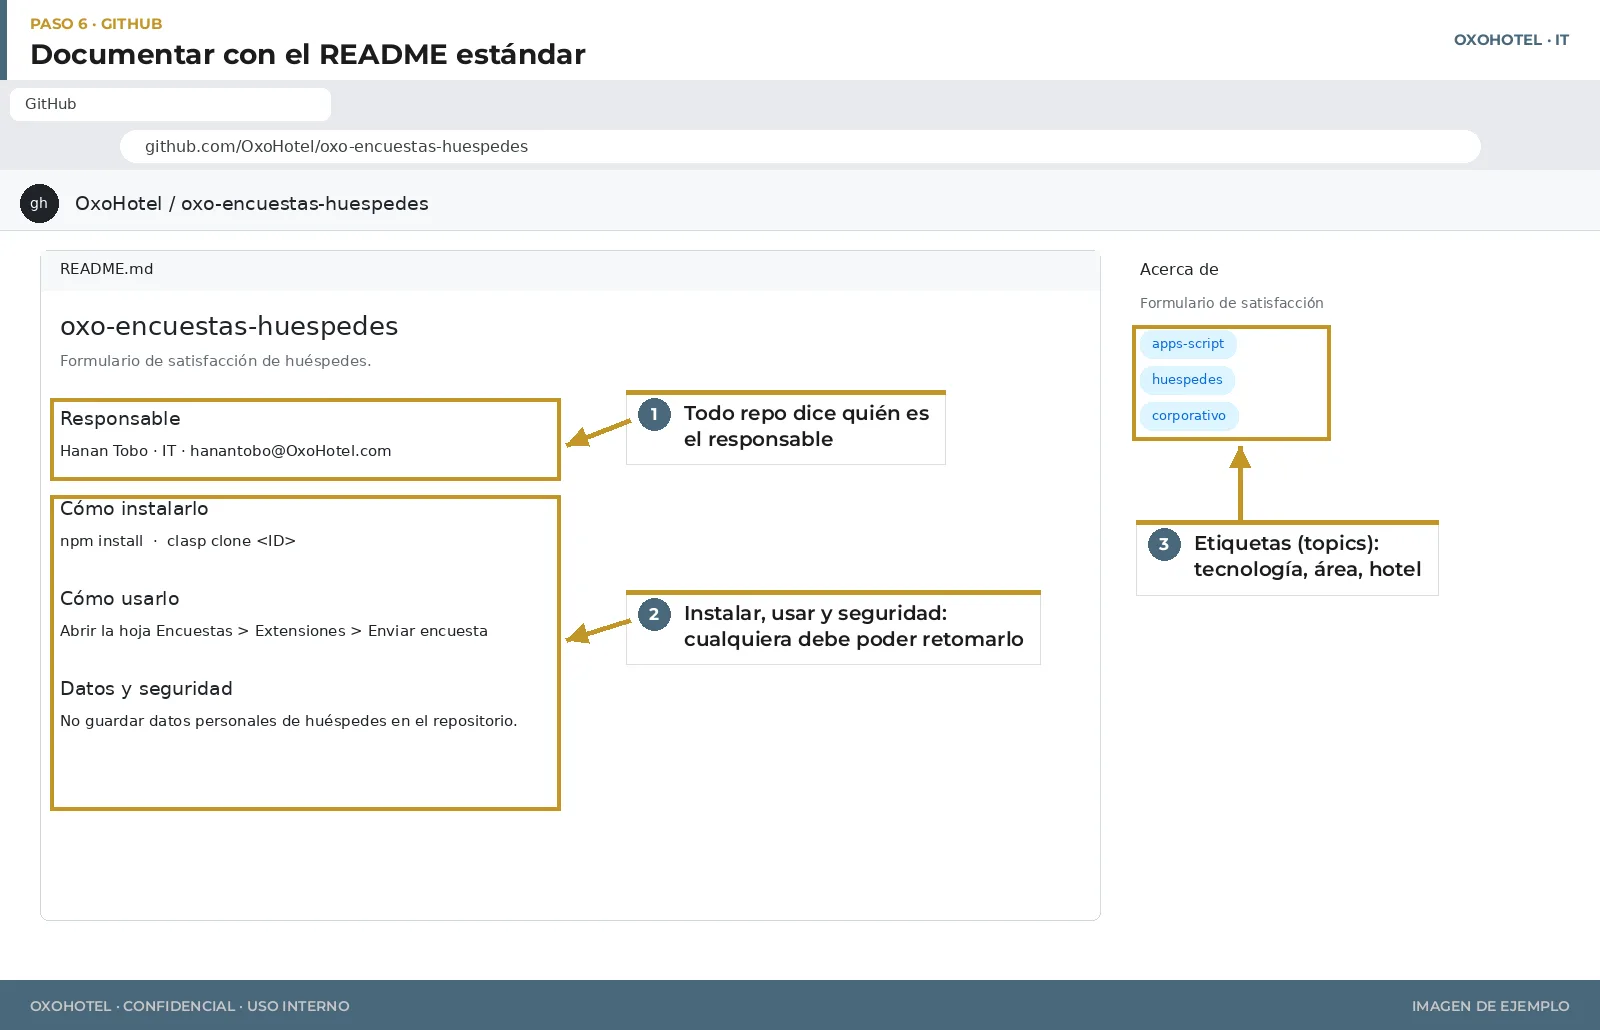 PASO 6 · GITHUB
Documentar con el README estándar
OXOHOTEL · IT
GitHub
github.com/OxoHotel/oxo-encuestas-huespedes
gh
OxoHotel / oxo-encuestas-huespedes
README.md
oxo-encuestas-huespedes
Formulario de satisfacción de huéspedes.
Responsable
Hanan Tobo · IT · hanantobo@OxoHotel.com
1
Todo repo dice quién es
el responsable
Cómo instalarlo
npm install · clasp clone <ID>
Cómo usarlo
Abrir la hoja Encuestas > Extensiones > Enviar encuesta
Datos y seguridad
No guardar datos personales de huéspedes en el repositorio.
2
Instalar, usar y seguridad:
cualquiera debe poder retomarlo
Acerca de
Formulario de satisfacción
apps-script
huespedes
corporativo
3
Etiquetas (topics):
tecnología, área, hotel
OXOHOTEL · CONFIDENCIAL · USO INTERNO
IMAGEN DE EJEMPLO